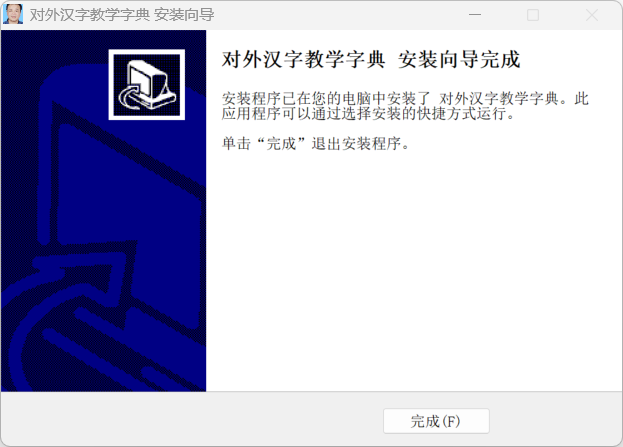 对外汉字教学字典 安装向导
对外汉字教学字典 安装向导完成
安装程序已在您的电脑中安装了 对外汉字教学字典。此
应用程序可以通过选择安装的快捷方式运行。
单击“完成”退出安装程序。
完成(F)